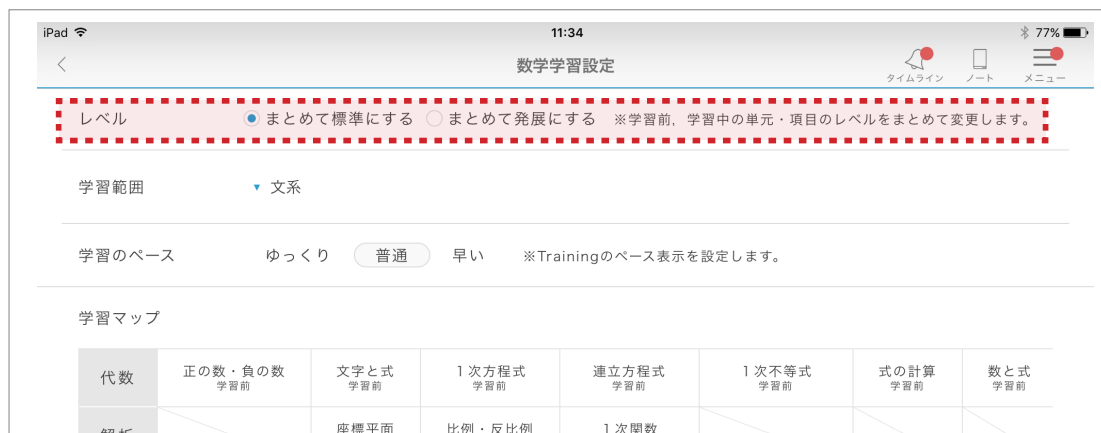 iPad 11:34 77%
数学学習設定
タイムライン ノート メニュー
レベル まとめて標準にする まとめて発展にする ※学習前，学習中の単元・項目のレベルをまとめて変更します。
学習範囲 ▼ 文系
学習のペース ゆっくり 普通 早い ※Trainingのペース表示を設定します。
学習マップ
代数 正の数・負の数 文字と式 1次方程式 連立方程式 1次不等式 式の計算 数と式
学習前 学習前 学習前 学習前 学習前 学習前 学習前
解析 座標平面 比例・反比例 1次関数